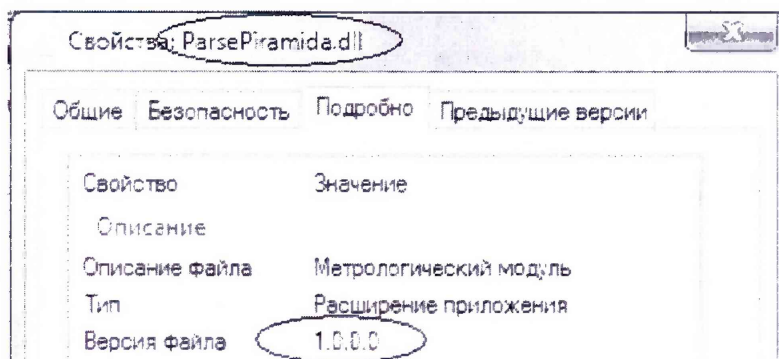 Свойства: ParsePiramida.dll
Общие Безопасность Подробно Предыдущие версии
Свойство Значение
Описание
Описание файла Метрологический модуль
Тип Расширение приложения
Версия файла 1.0.0.0